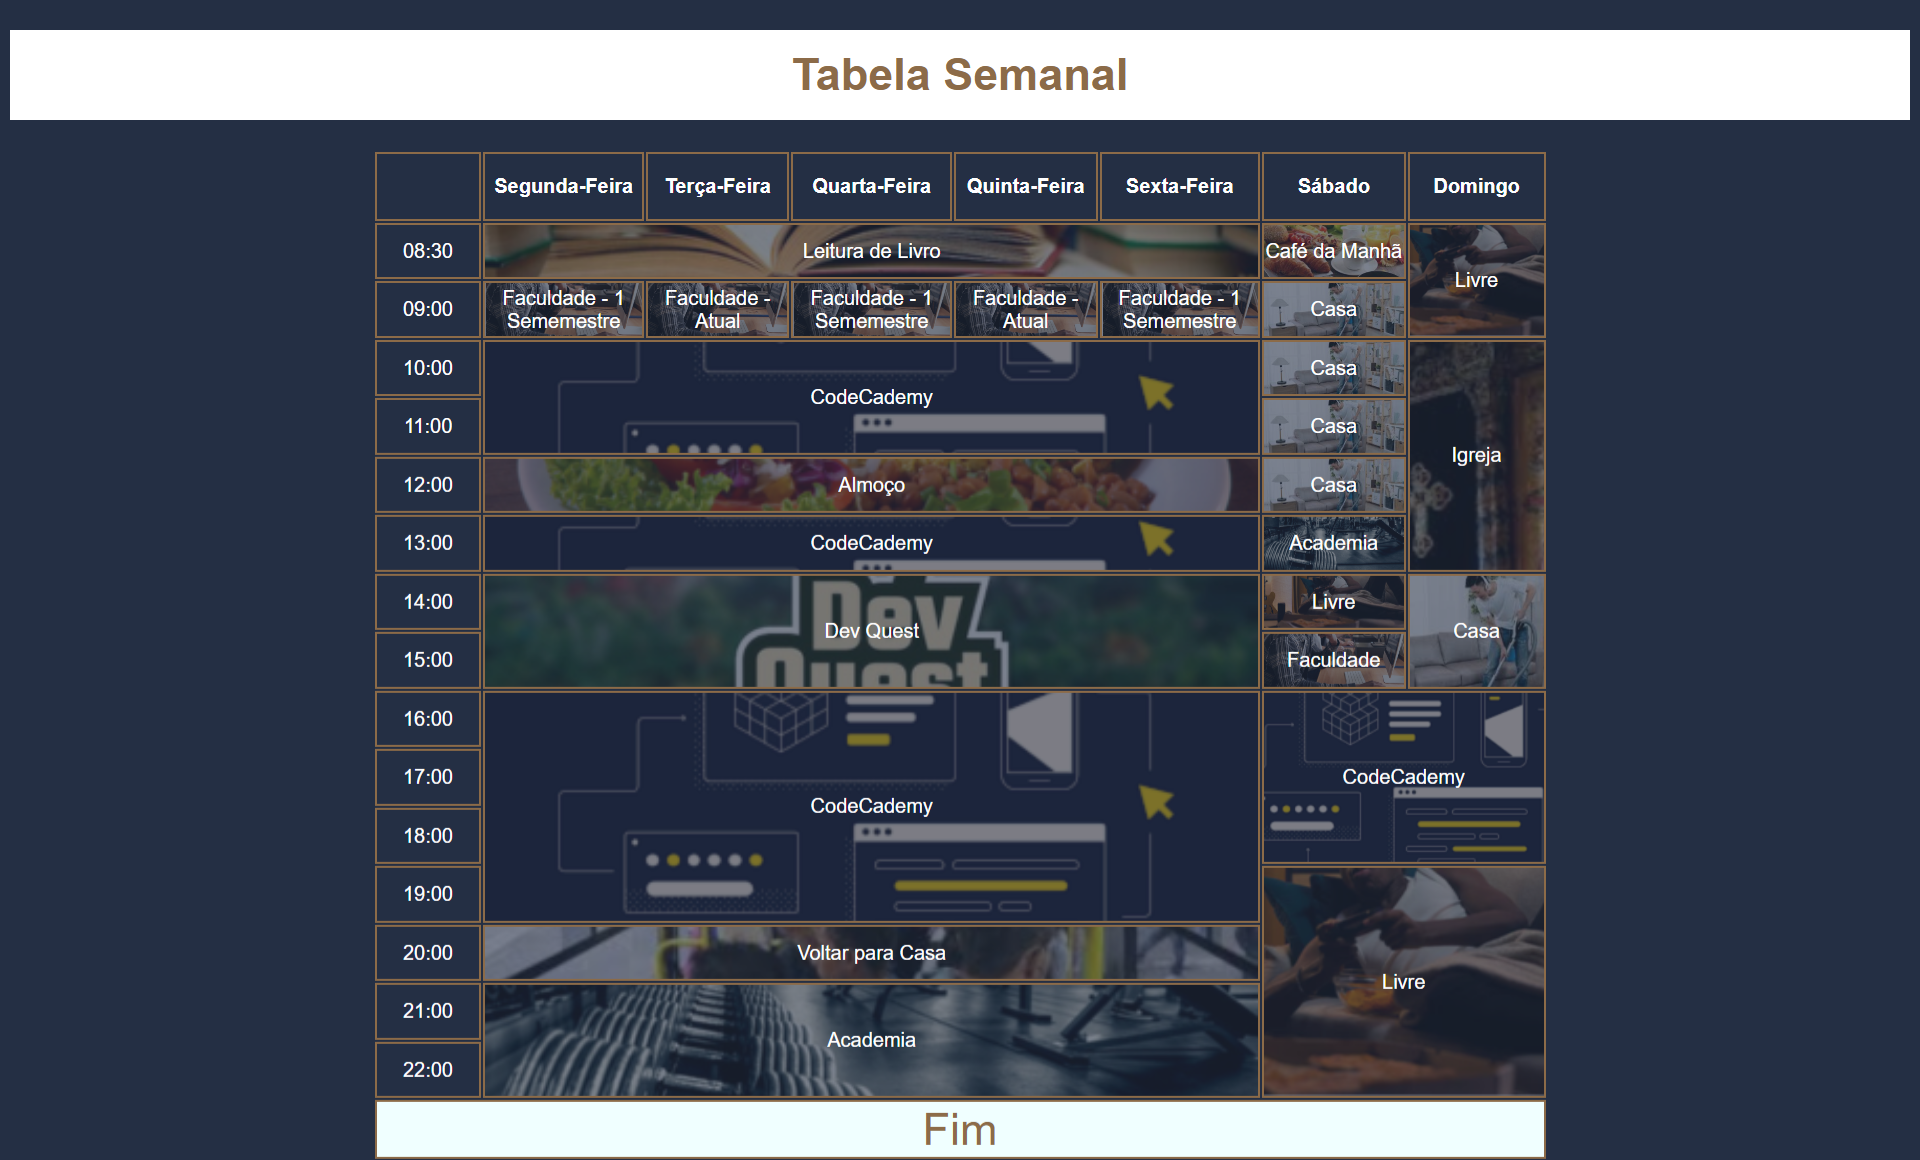 Tabela Semanal
Segunda-Feira Terça-Feira Quarta-Feira Quinta-Feira Sexta-Feira Sábado Domingo
08:30 Leitura de Livro Café da Manhã
Livre
09:00 Faculdade - 1 Faculdade - Faculdade - 1 Faculdade - Faculdade - 1 Casa
Sememestre Atual Sememestre Atual Sememestre
10:00 Casa
CodeCademy
11:00 Casa
Igreja
12:00 Almoço Casa
13:00 CodeCademy Academia
14:00 Livre
Dev
Dev Quest Casa
15:00 Faculdade
Quest
16:00
17:00 CodeCademy
CodeCademy
18:00
19:00
20:00 Voltar para Casa
Livre
21:00
Academia
22:00
Fim